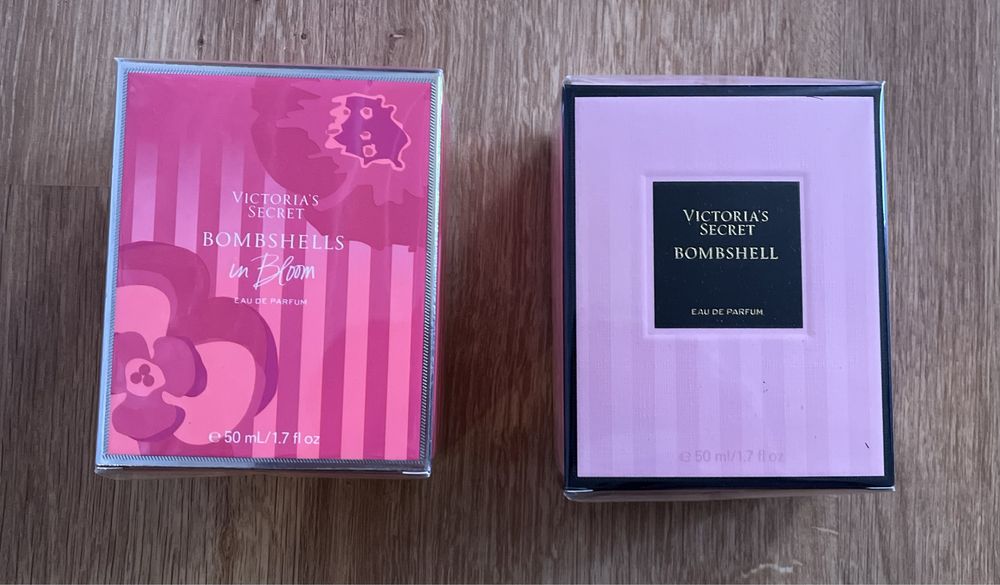 VICTORIA'S
SECRET
BOMBSHELLS
in Bloom
EAU DE PARFUM
℮ 50 mL/1.7 fl oz
VICTORIA'S
SECRET
BOMBSHELL
EAU DE PARFUM
℮ 50 ml/1.7 fl oz